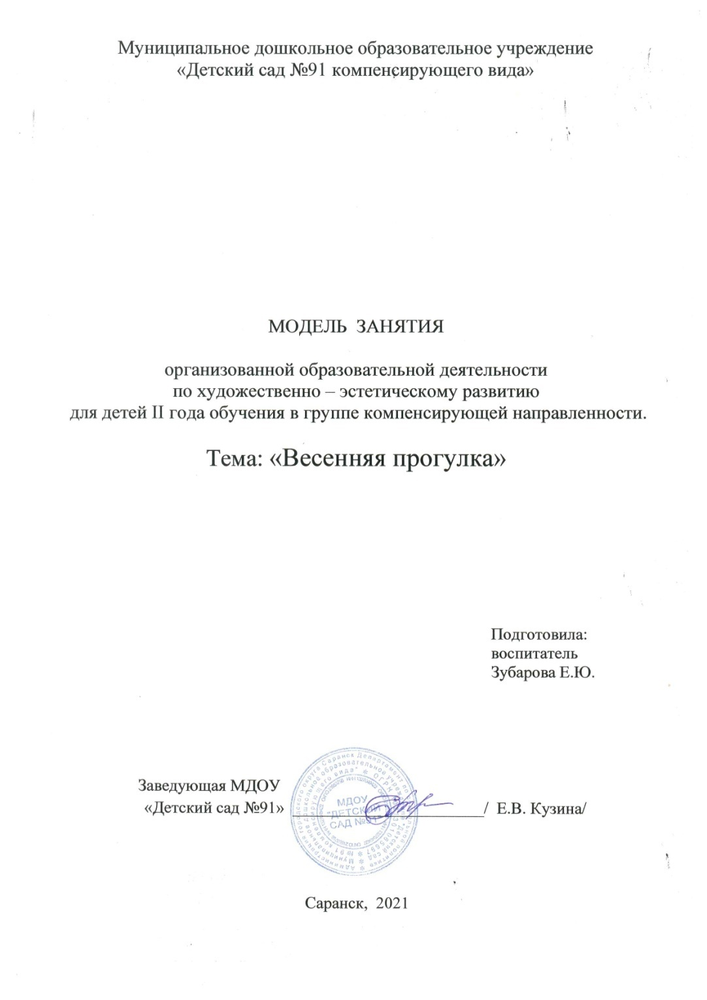 Муниципальное дошкольное образовательное учреждение
«Детский сад №91 компенсирующего вида»
МОДЕЛЬ ЗАНЯТИЯ
организованной образовательной деятельности
по художественно – эстетическому развитию
для детей II года обучения в группе компенсирующей направленности.
Тема: «Весенняя прогулка»
Подготовила:
воспитатель
Зубарова Е.Ю.
Заведующая МДОУ
«Детский сад №91» ______________________/ Е.В. Кузина/
МДОУ
"ДЕТСКИЙ
САД №91"
Саранск, 2021